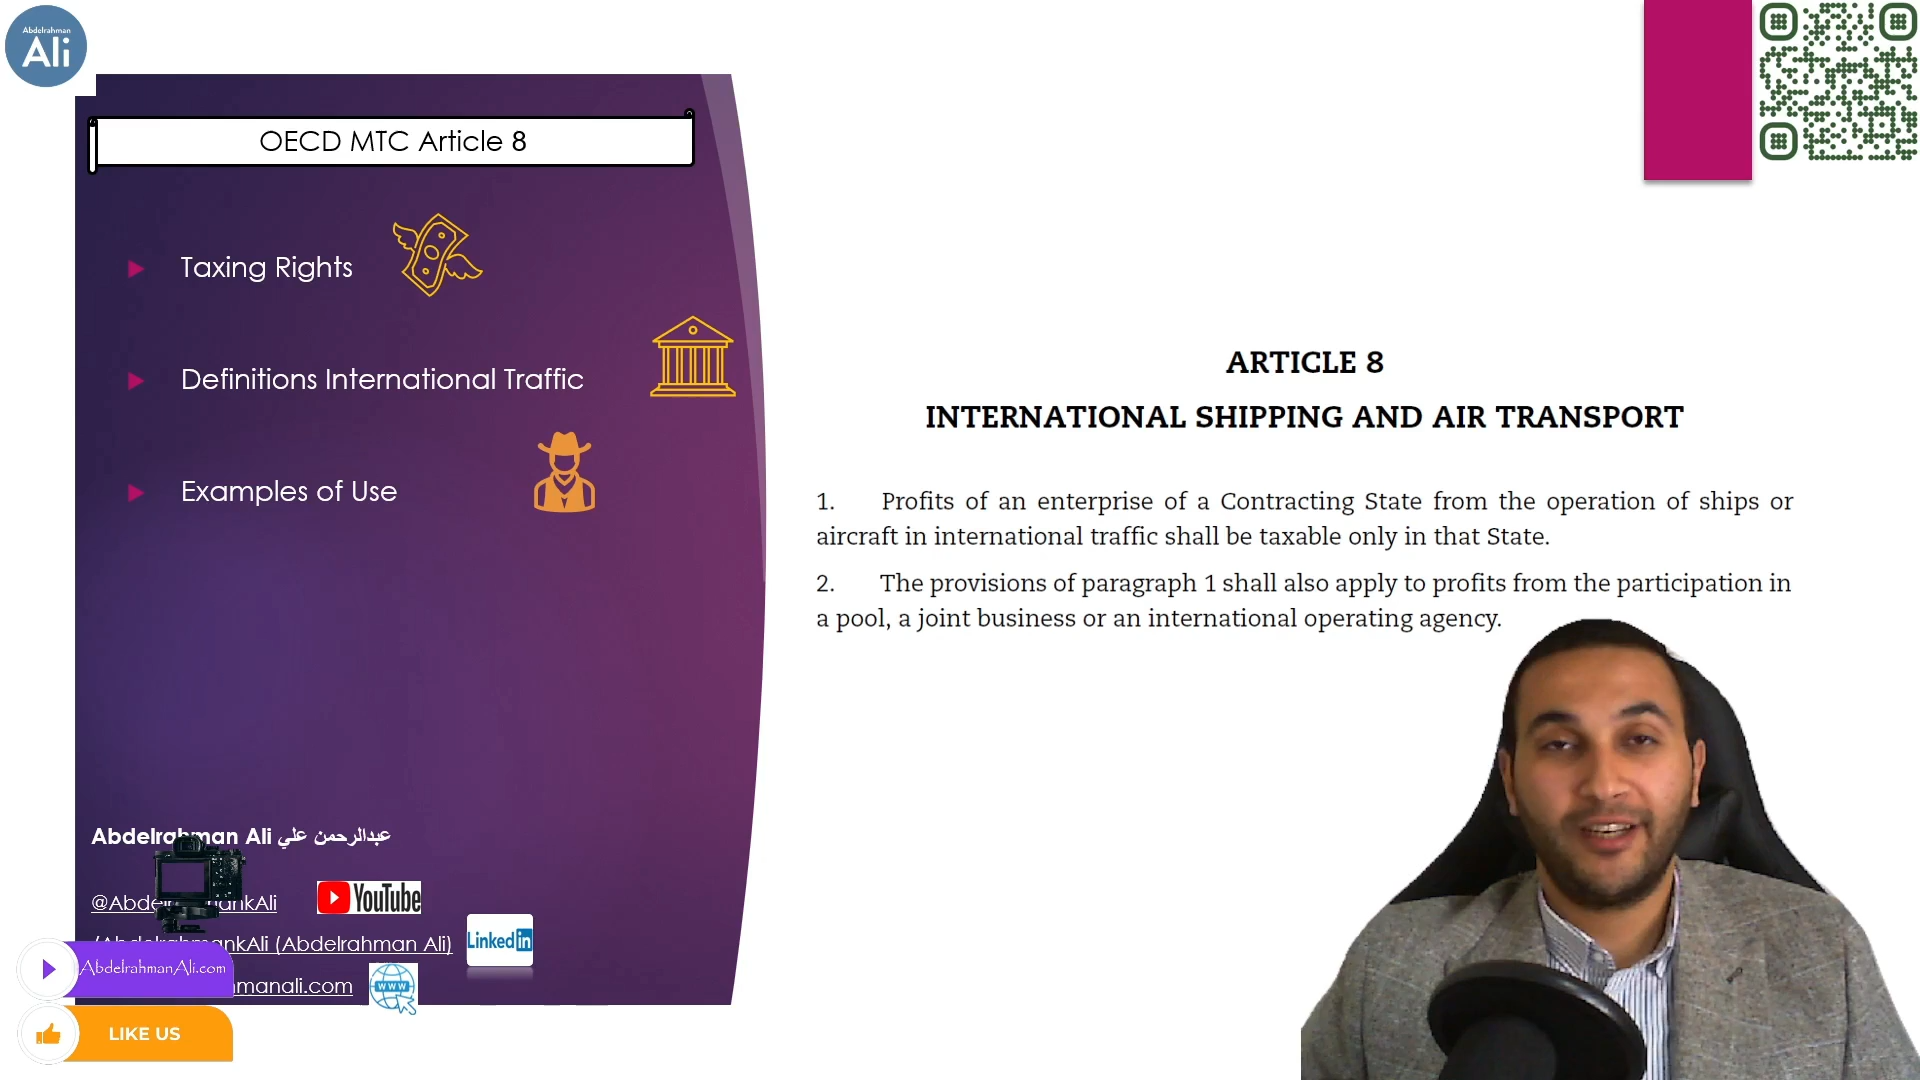 Abdelrahman
Ali
OECD MTC Article 8
Taxing Rights
Definitions International Traffic
Examples of Use
ARTICLE 8
INTERNATIONAL SHIPPING AND AIR TRANSPORT
1. Profits of an enterprise of a Contracting State from the operation of ships or
aircraft in international traffic shall be taxable only in that State.
2. The provisions of paragraph 1 shall also apply to profits from the participation in
a pool, a joint business or an international operating agency.
Abdelrahman Ali عبدالرحمن علي
YouTube
(Abdelrahman Ali)
Linked in
AbdelrahmanAli.com
www
LIKE US